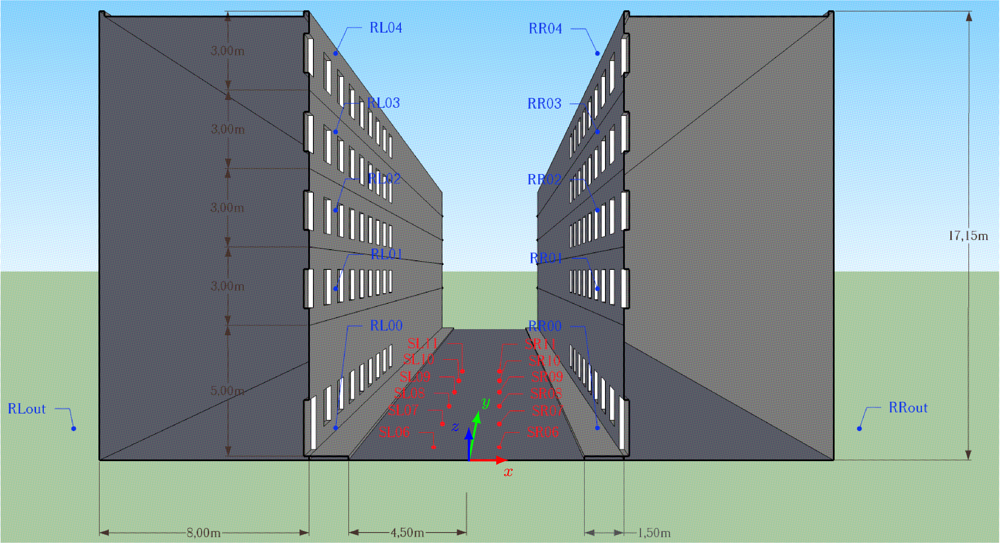 RL04
RR04
3,00m
RL03
RR03
3,00m
RL02
RR02
3,00m
17,15m
RL01
RR01
3,00m
RL00
RR00
SL11
SR11
SL10
SR10
SL09
SR09
5,00m
SL08
SR08
y
RLout
SL07
SR07
RRout
z
SL06
SR06
x
8,00m
4,50m
1,50m